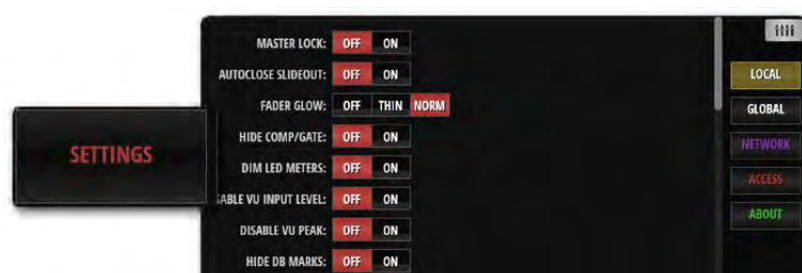 MASTER LOCK: OFF ON
AUTOCLOSE SLIDEOUT: OFF ON
FADER GLOW: OFF THIN NORM
HIDE COMP/GATE: OFF ON
DIM LED METERS: OFF ON
SABLE VU INPUT LEVEL: OFF ON
DISABLE VU PEAK: OFF ON
HIDE DB MARKS: OFF ON
SETTINGS
LOCAL
GLOBAL
NETWORK
ACCESS
ABOUT